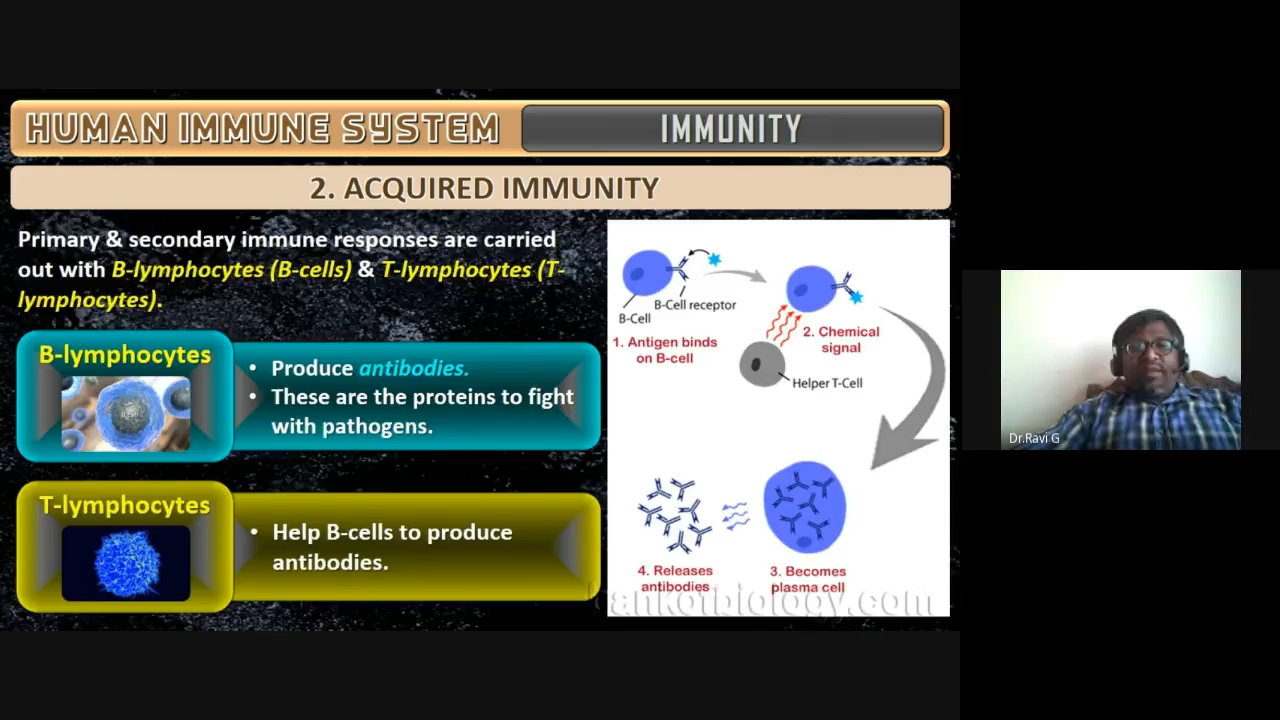 HUMAN IMMUNE SYSTEM
IMMUNITY
2. ACQUIRED IMMUNITY
Primary & secondary immune responses are carried
out with B-lymphocytes (B-cells) & T-lymphocytes (T-
lymphocytes).
B-lymphocytes
• Produce antibodies.
• These are the proteins to fight
with pathogens.
T-lymphocytes
• Help B-cells to produce
antibodies.
B-Cell receptor
B-Cell
1. Antigen binds
on B-cell
2. Chemical
signal
Helper T-Cell
4. Releases
antibodies
3. Becomes
plasma cell
Dr.Ravi G